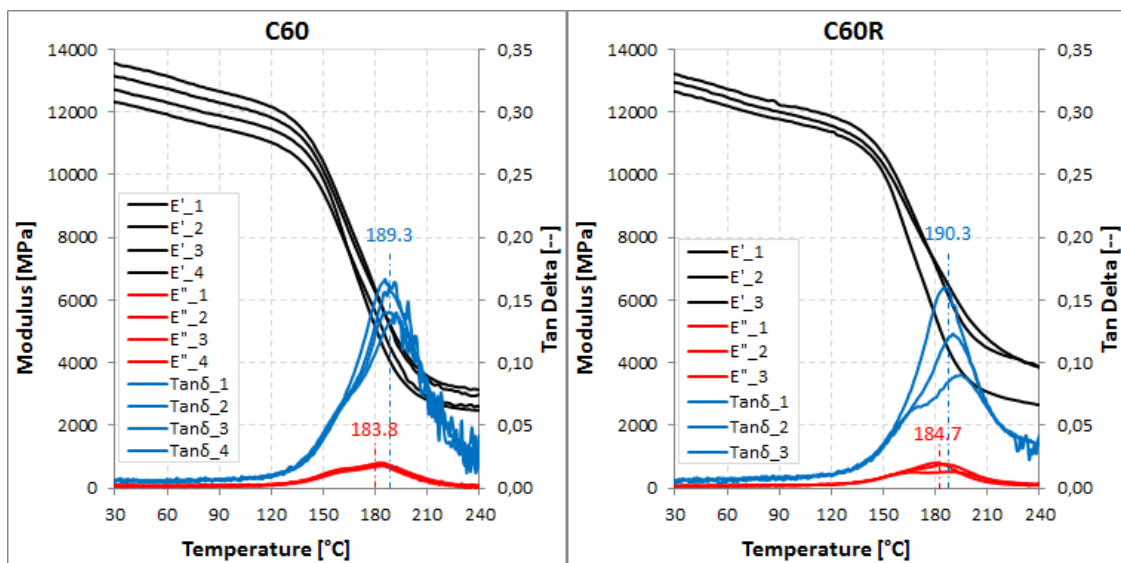 C60
14000
12000
10000
8000
6000
4000
2000
0
Modulus [MPa]
0,35
0,30
0,25
0,20
0,15
0,10
0,05
0,00
Tan Delta [--]
E'_1
E'_2
E'_3
E'_4
E"_1
E"_2
E"_3
E"_4
Tanδ_1
Tanδ_2
Tanδ_3
Tanδ_4
189.3
183.8
30 60 90 120 150 180 210 240
Temperature [°C]
C60R
14000
12000
10000
8000
6000
4000
2000
0
Modulus [MPa]
0,35
0,30
0,25
0,20
0,15
0,10
0,05
0,00
Tan Delta [--]
E'_1
E'_2
E'_3
E"_1
E"_2
E"_3
Tanδ_1
Tanδ_2
Tanδ_3
190.3
184.7
30 60 90 120 150 180 210 240
Temperature [°C]